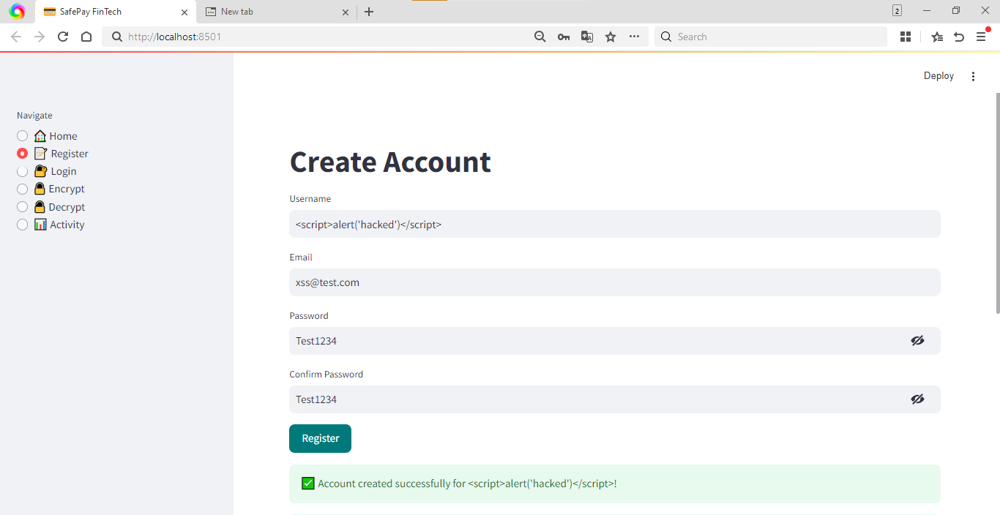 SafePay FinTech
New tab
2
http://localhost:8501
Search
Deploy
Navigate
Home
Register
Login
Encrypt
Decrypt
Activity
Create Account
Username
<script>alert('hacked')</script>
Email
xss@test.com
Password
Test1234
Confirm Password
Test1234
Register
✅ Account created successfully for <script>alert('hacked')</script>!